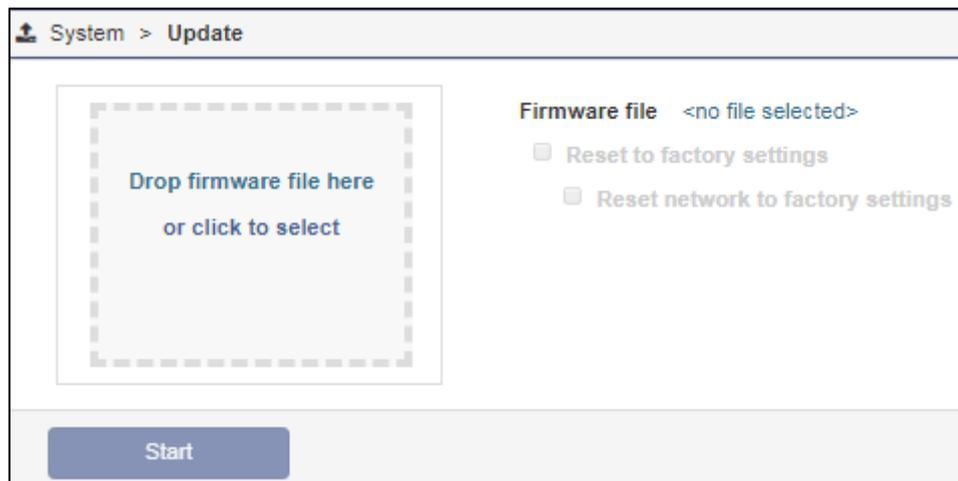 System > Update
Drop firmware file here
or click to select
Firmware file <no file selected>
Reset to factory settings
Reset network to factory settings
Start